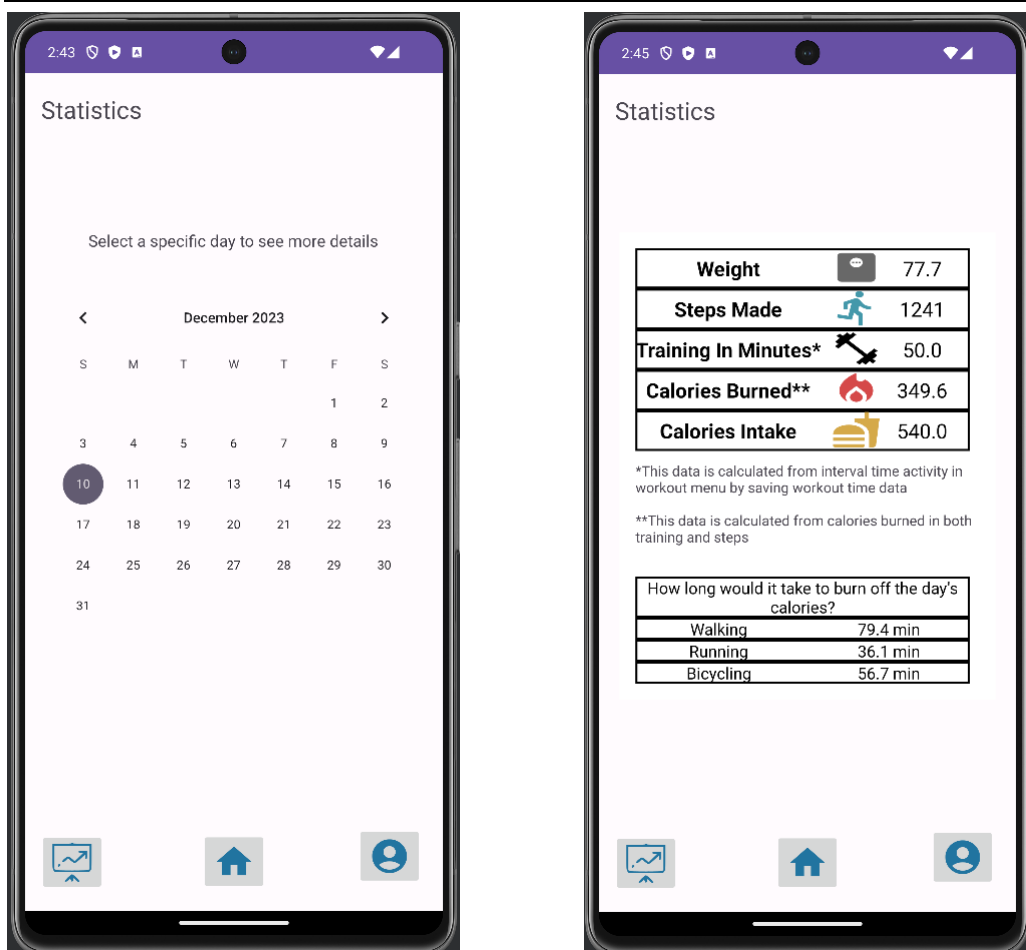 2:43
Statistics
Select a specific day to see more details
December 2023
S M T W T F S
1 2
3 4 5 6 7 8 9
10 11 12 13 14 15 16
17 18 19 20 21 22 23
24 25 26 27 28 29 30
31
2:45
Statistics
Weight 77.7
Steps Made 1241
Training In Minutes* 50.0
Calories Burned** 349.6
Calories Intake 540.0
*This data is calculated from interval time activity in
workout menu by saving workout time data
**This data is calculated from calories burned in both
training and steps
How long would it take to burn off the day's
calories?
Walking 79.4 min
Running 36.1 min
Bicycling 56.7 min